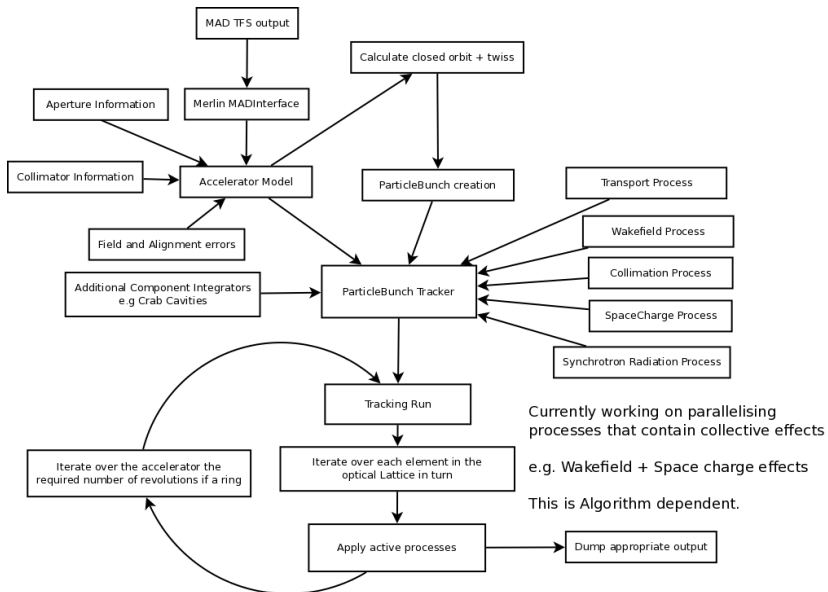 MAD TFS output
Calculate closed orbit + twiss
Aperture Information
Merlin MADInterface
Collimator Information
Accelerator Model
ParticleBunch creation
Transport Process
Field and Alignment errors
Wakefield Process
Additional Component Integrators
e.g Crab Cavities
ParticleBunch Tracker
Collimation Process
SpaceCharge Process
Synchrotron Radiation Process
Tracking Run
Currently working on parallelising
processes that contain collective effects
e.g. Wakefield + Space charge effects
This is Algorithm dependent.
Iterate over the accelerator the
required number of revolutions if a ring
Iterate over each element in the
optical Lattice in turn
Apply active processes
Dump appropriate output